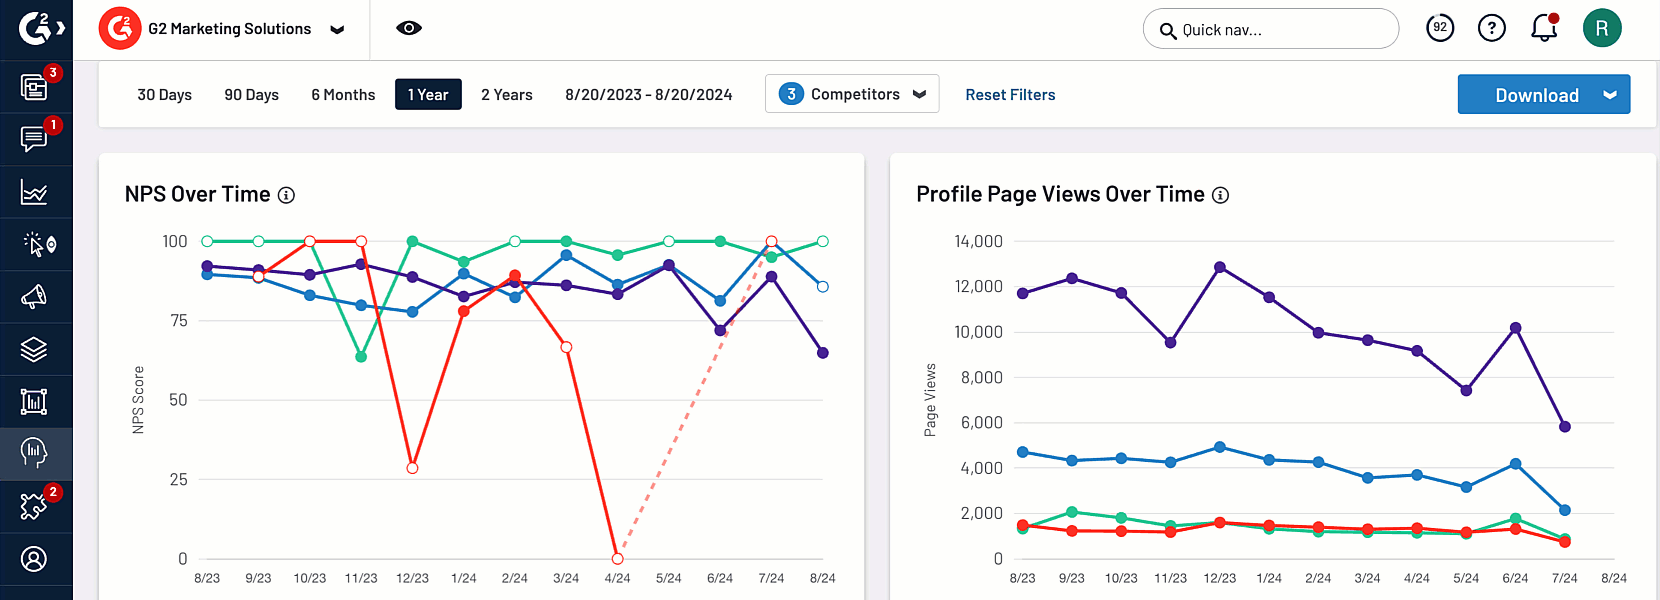 G2 G2 Marketing Solutions Quick nav... 92 ? R
3
1
2
30 Days 90 Days 6 Months 1 Year 2 Years 8/20/2023 - 8/20/2024 3 Competitors Reset Filters Download
NPS Over Time
NPS Score
100
75
50
25
0
8/23 9/23 10/23 11/23 12/23 1/24 2/24 3/24 4/24 5/24 6/24 7/24 8/24
Profile Page Views Over Time
Page Views
14,000
12,000
10,000
8,000
6,000
4,000
2,000
0
8/23 9/23 10/23 11/23 12/23 1/24 2/24 3/24 4/24 5/24 6/24 7/24 8/24